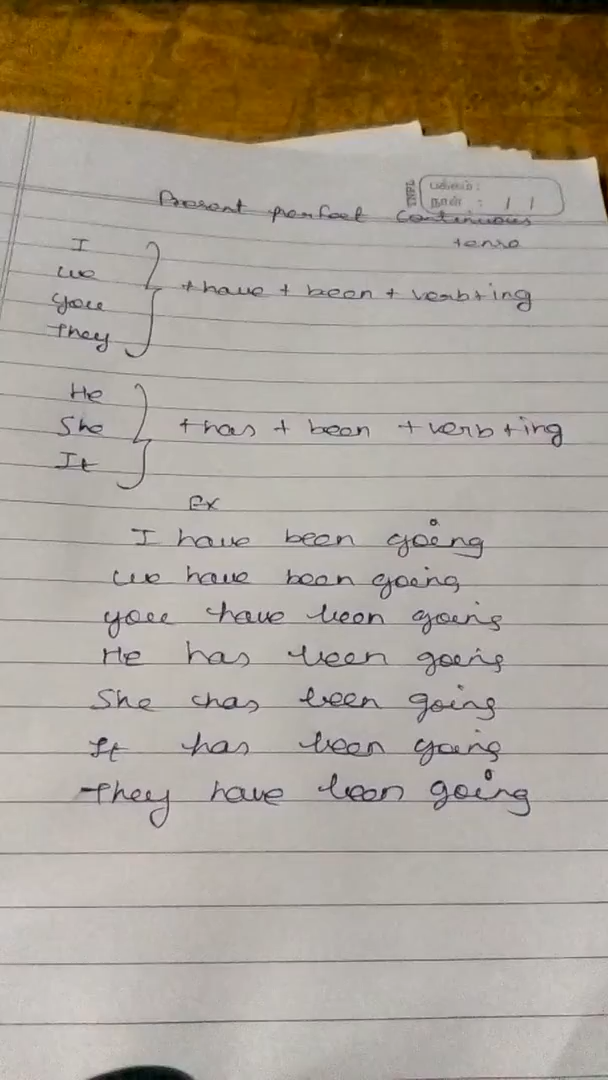 பக்கம் :
நாள் : / /
Present perfect Continuous
tense
I
we
you
They
+ have + been + verb+ing
He
She
It
+ has + been + verb +ing
Ex
I have been going
we have been going
you have been going
He has been going
She has been going
It has been going
They have been going